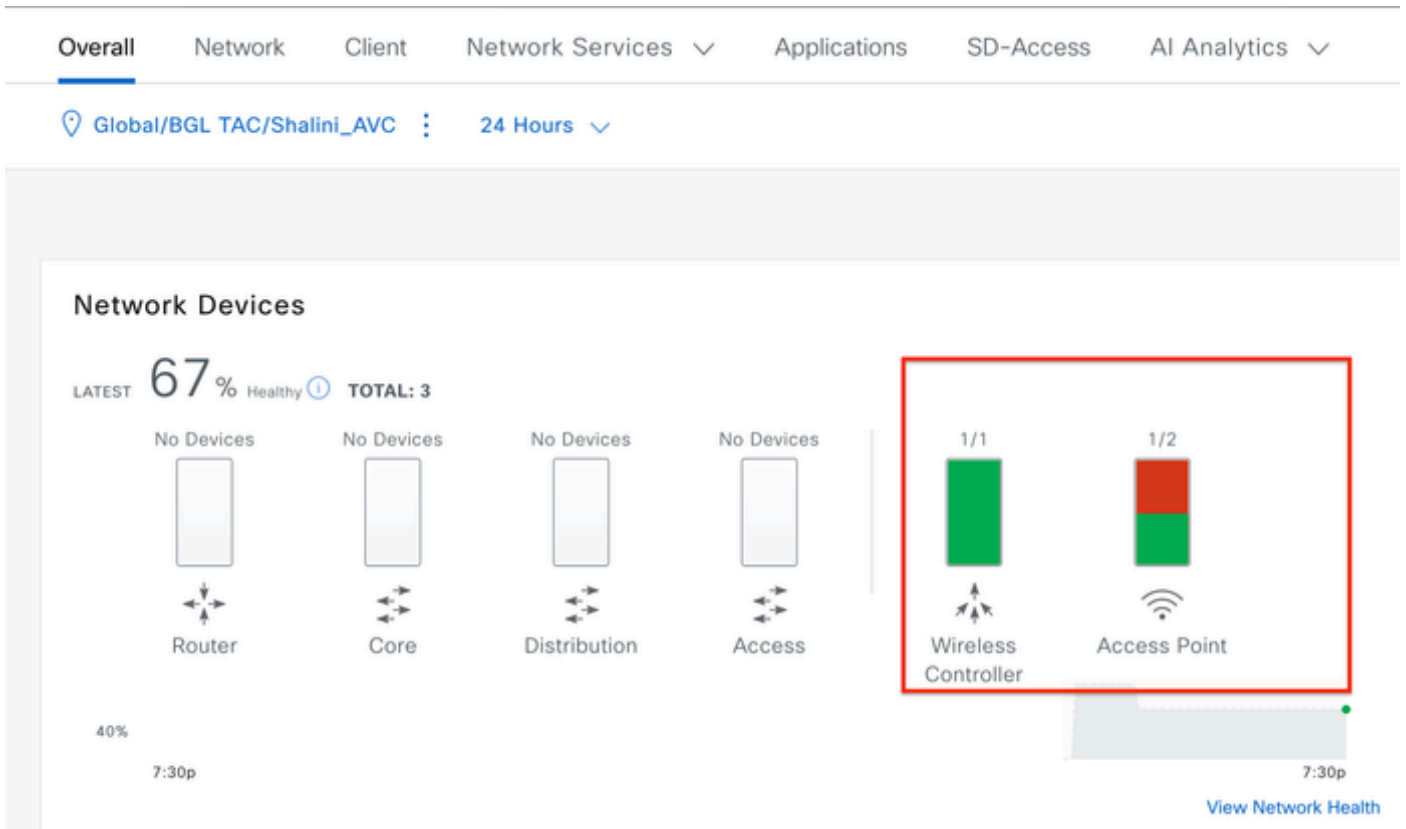 Overall Network Client Network Services Applications SD-Access AI Analytics
Global/BGL TAC/Shalini_AVC 24 Hours
Network Devices
LATEST 67% Healthy TOTAL: 3
No Devices No Devices No Devices No Devices 1/1 1/2
Router Core Distribution Access Wireless Controller Access Point
40%
7:30p 7:30p
View Network Health